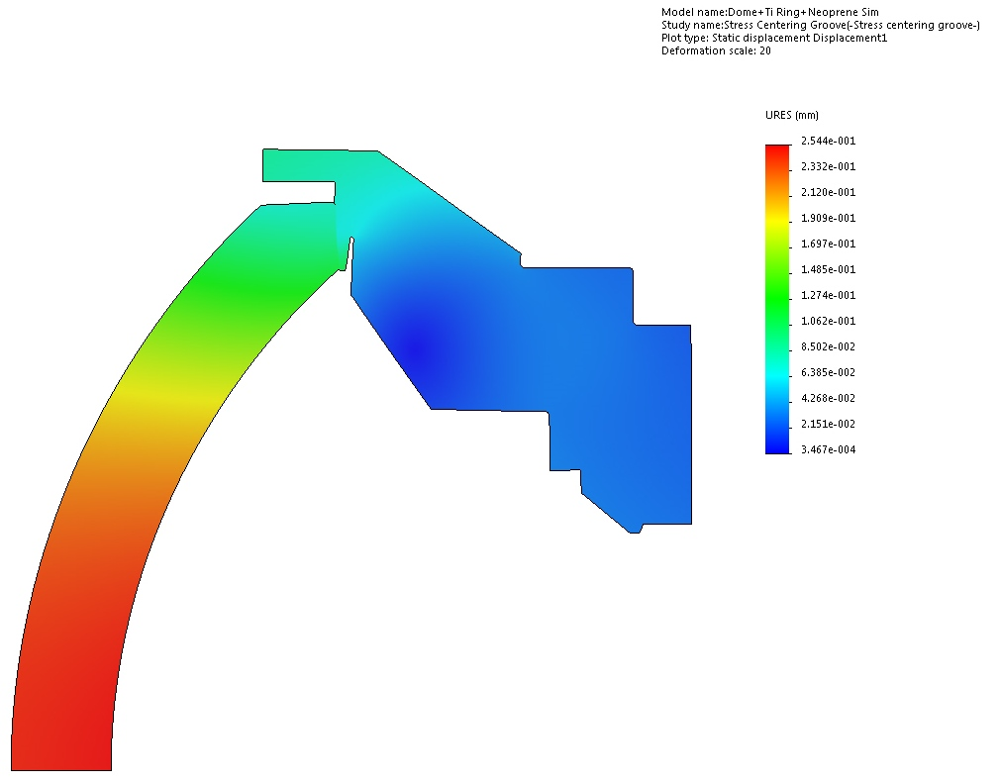 Model name:Dome+Ti Ring+Neoprene Sim
Study name:Stress Centering Groove(-Stress centering groove-)
Plot type: Static displacement Displacement1
Deformation scale: 20
URES (mm)
2.544e-001
2.332e-001
2.120e-001
1.909e-001
1.697e-001
1.485e-001
1.274e-001
1.062e-001
8.502e-002
6.385e-002
4.268e-002
2.151e-002
3.467e-004